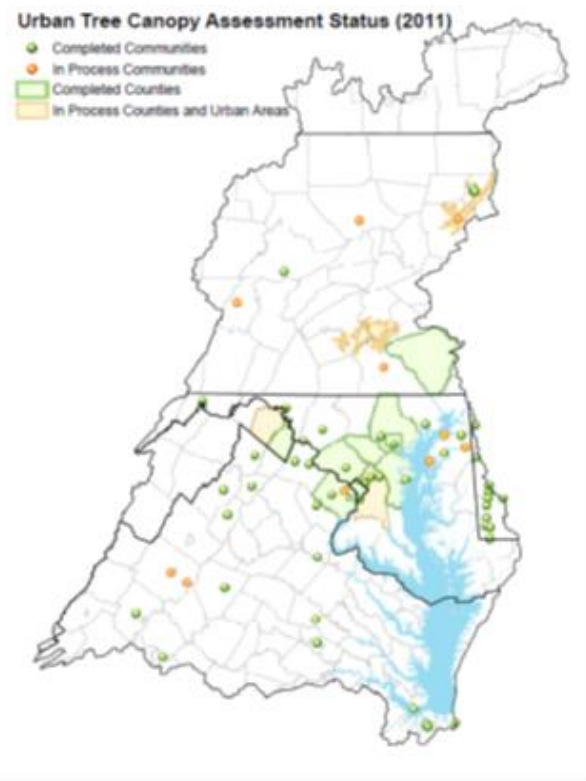 Urban Tree Canopy Assessment Status (2011)
Completed Communities
In Process Communities
Completed Counties
In Process Counties and Urban Areas